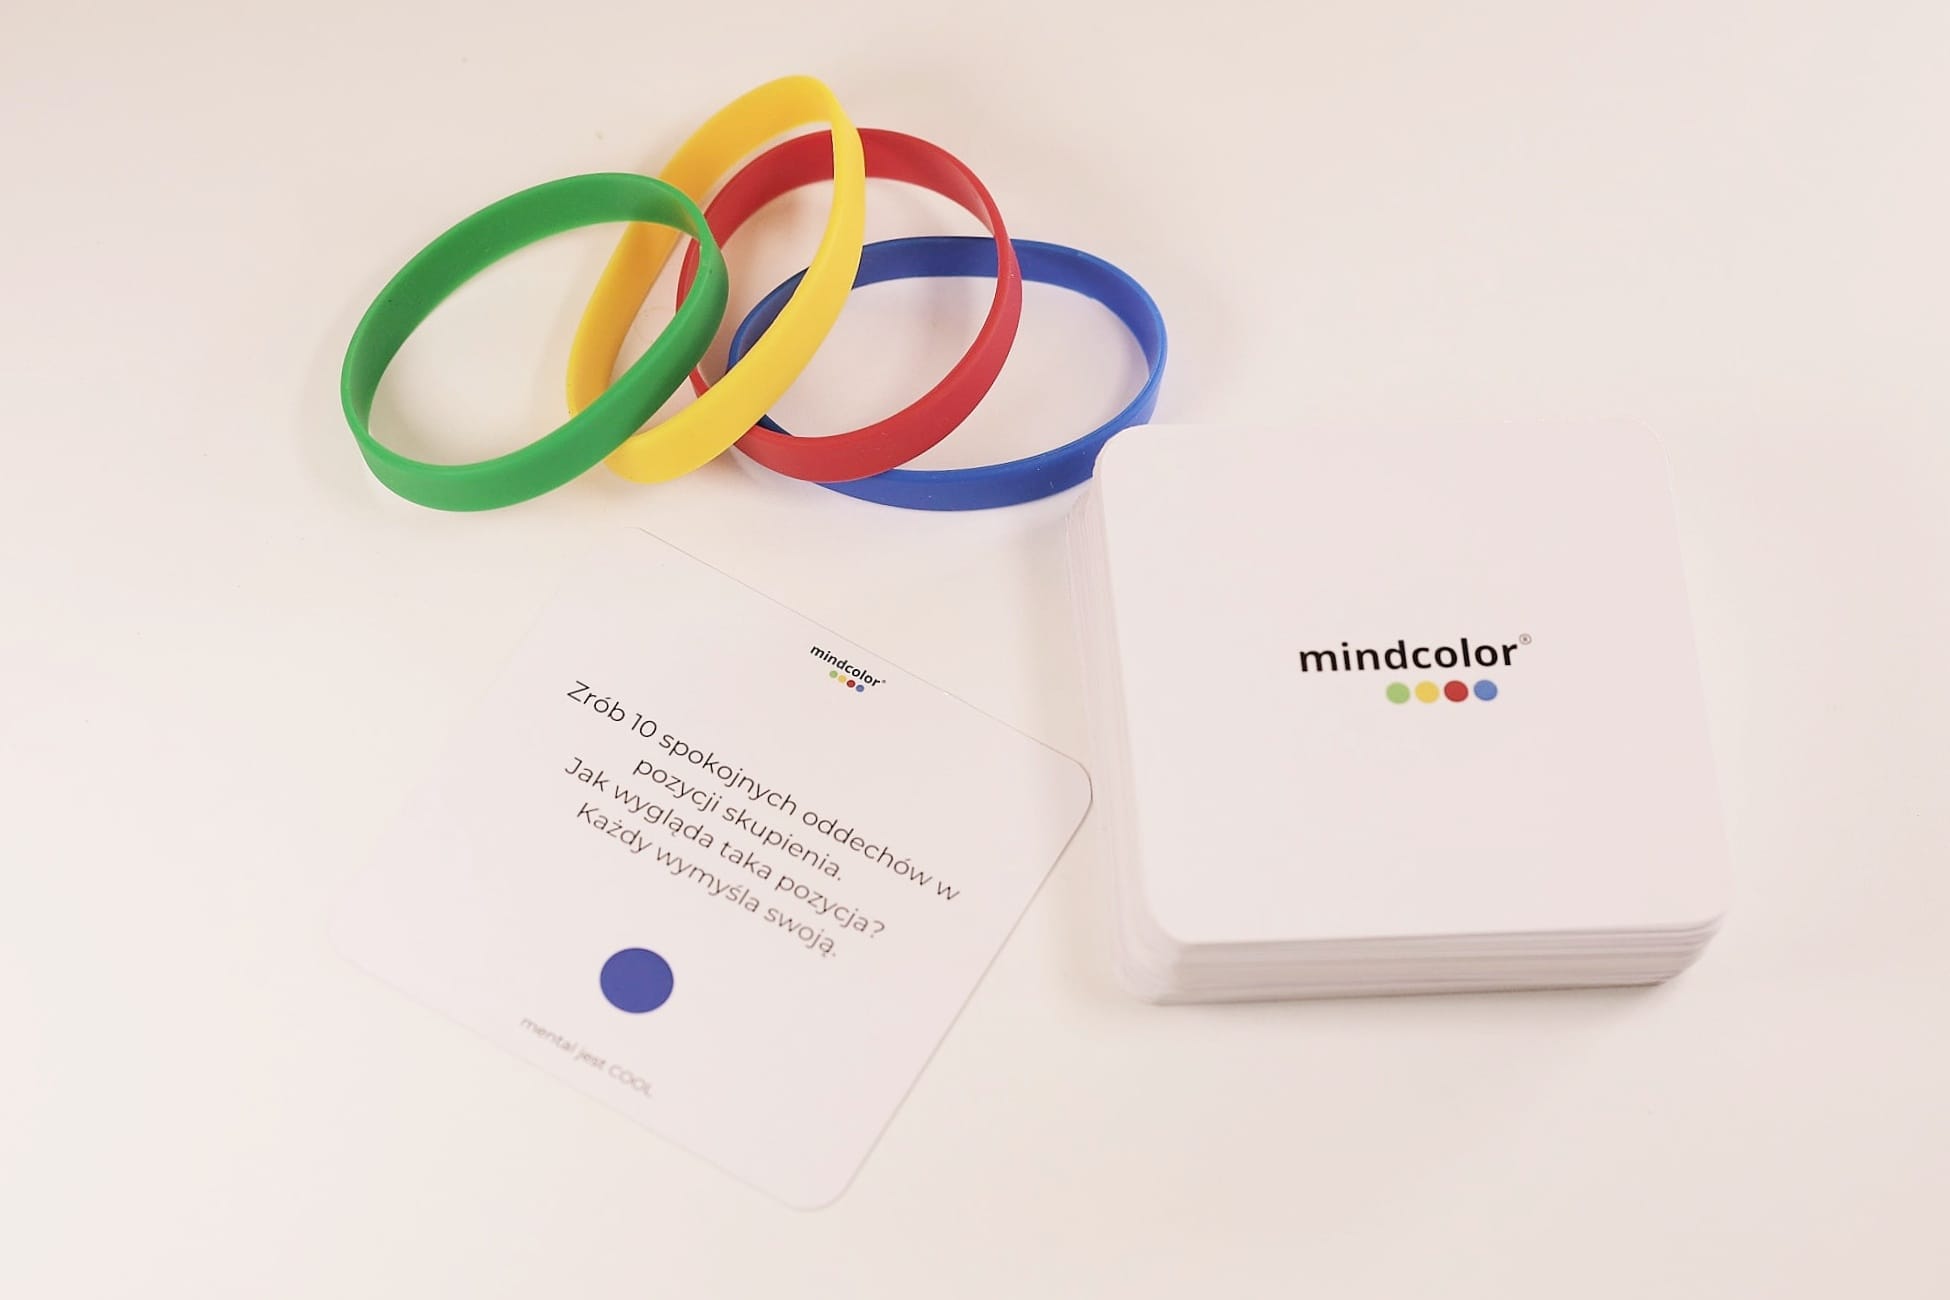 mindcolor®
Zrób 10 spokojnych oddechów w
pozycji skupienia.
Jak wygląda taka pozycja?
Każdy wymyśla swoją.
mental jest COOL
mindcolor®